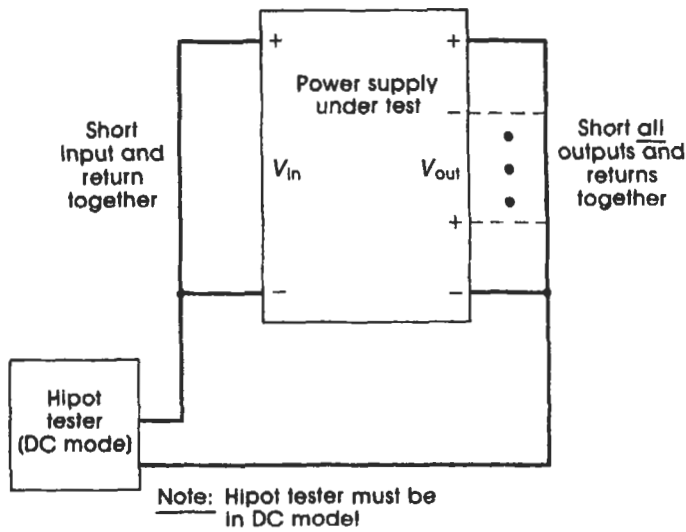 +
+
Power supply
under test
−
Short
input and
return
together
V_in
V_out
Short all
outputs and
returns
together
+
−
−
Hipot
tester
(DC mode)
Note: Hipot tester must be
in DC model